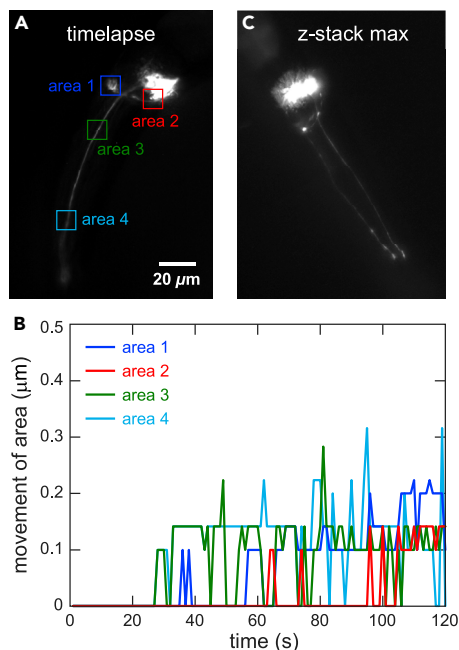 A
timelapse
area 1
area 2
area 3
area 4
20 µm
C
z-stack max
B
movement of area (µm)
0.5
0.4
0.3
0.2
0.1
0
area 1
area 2
area 3
area 4
0 20 40 60 80 100 120
time (s)